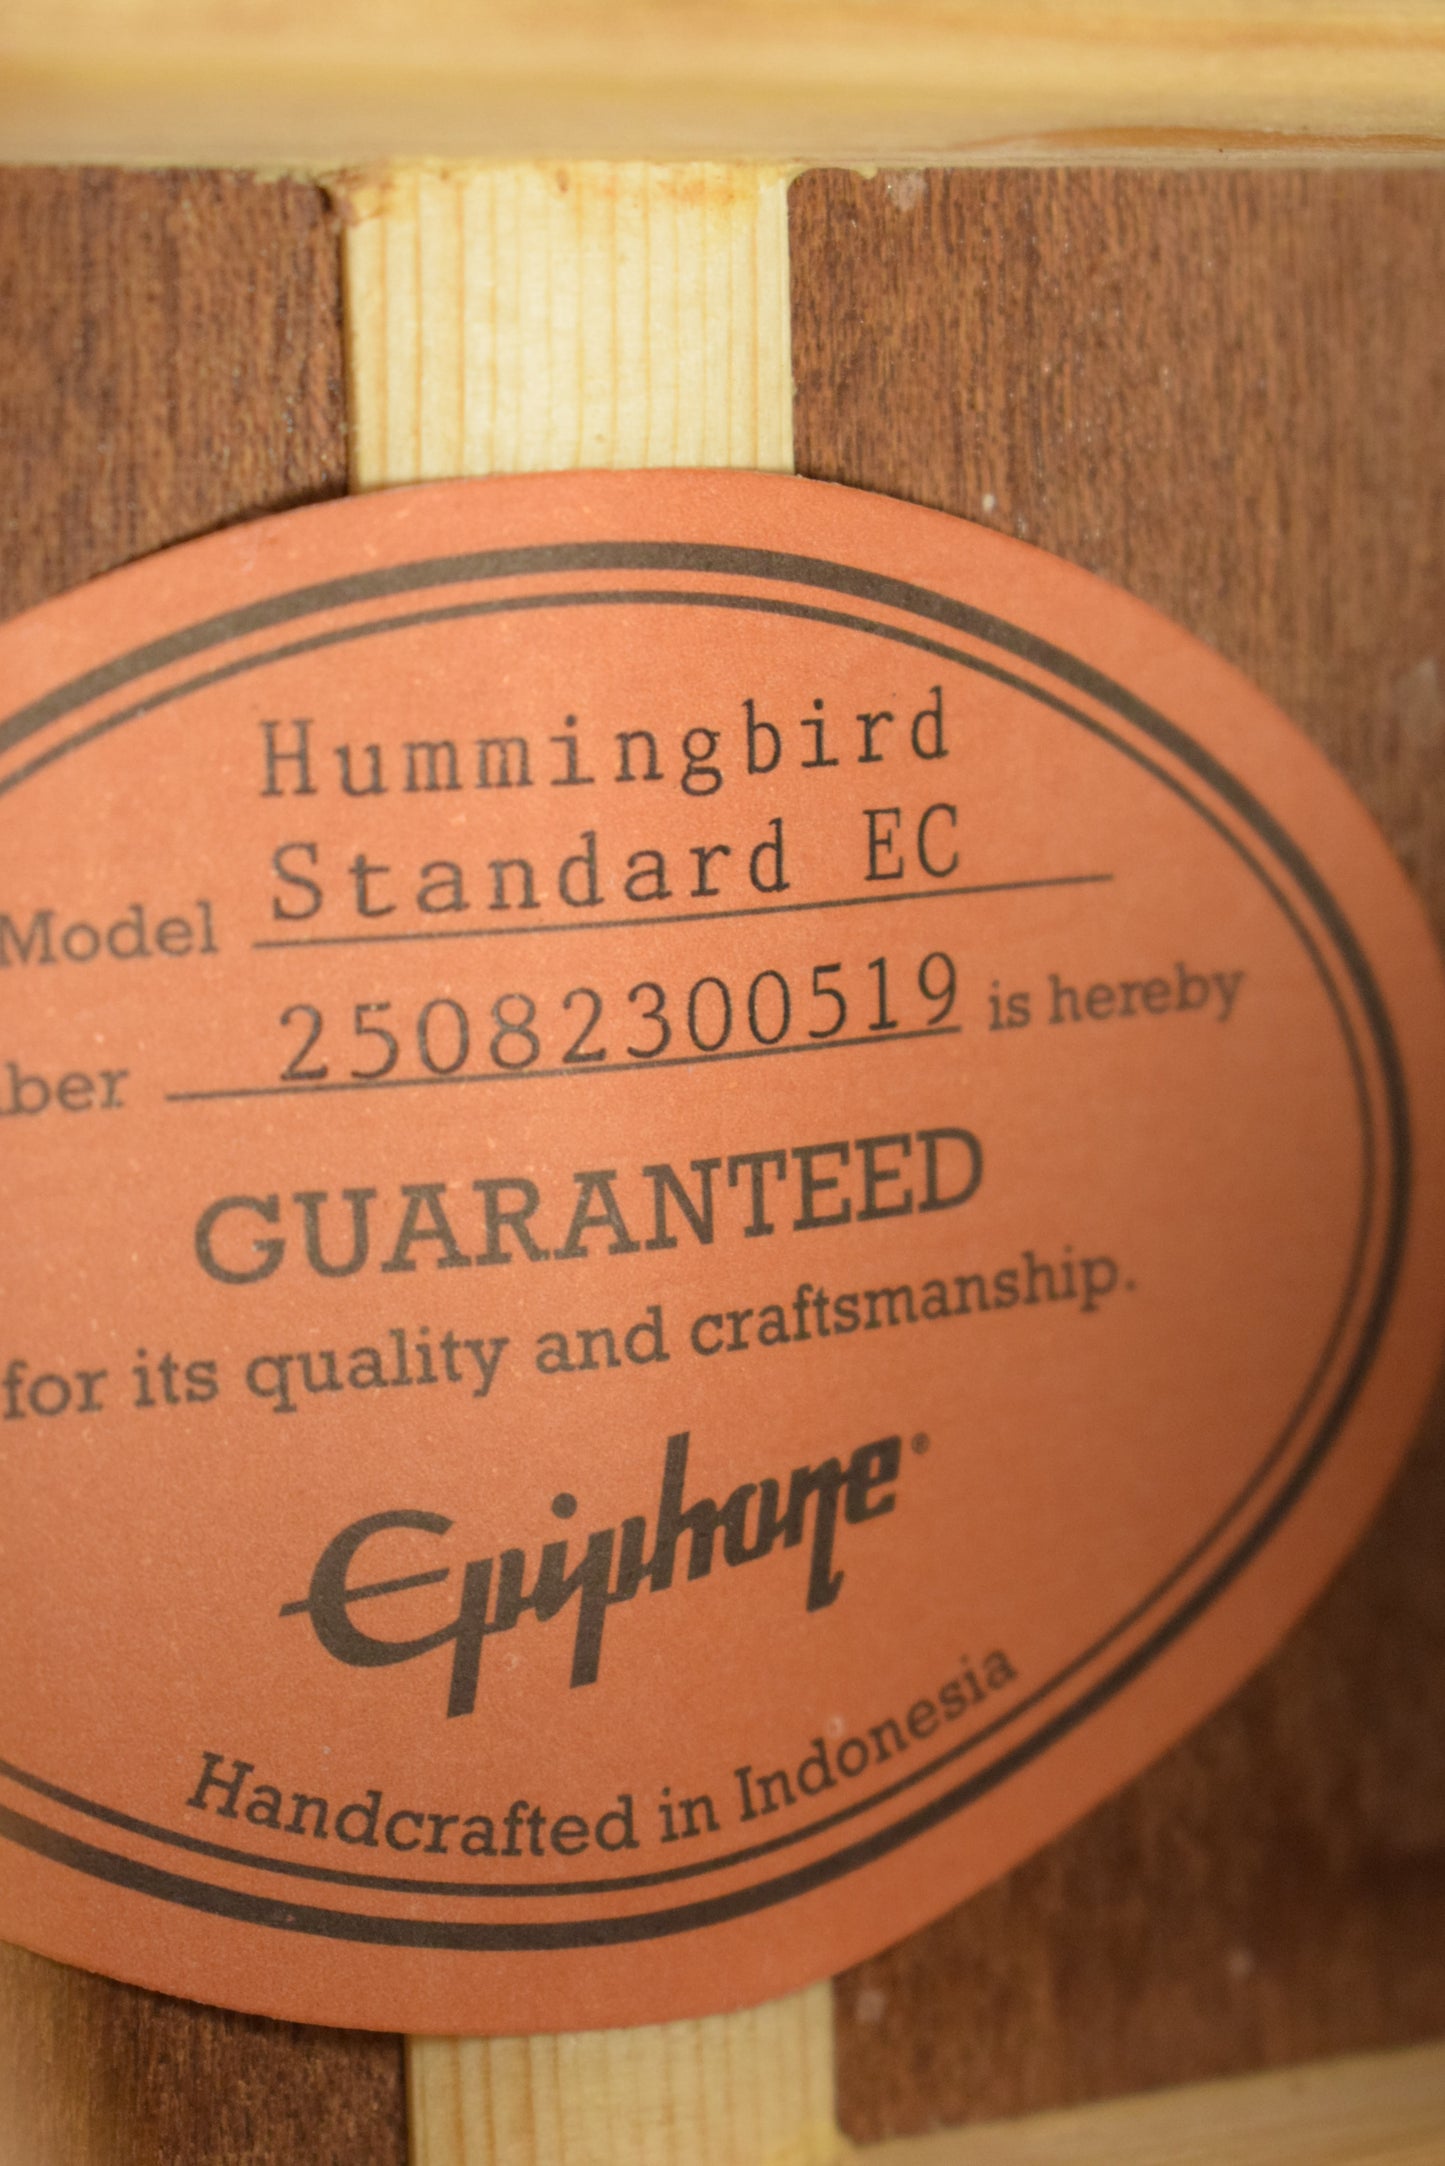 Hummingbird
Model Standard EC
ber 25082300519 is hereby
GUARANTEED
for its quality and craftsmanship.
Epiphone®
Handcrafted in Indonesia